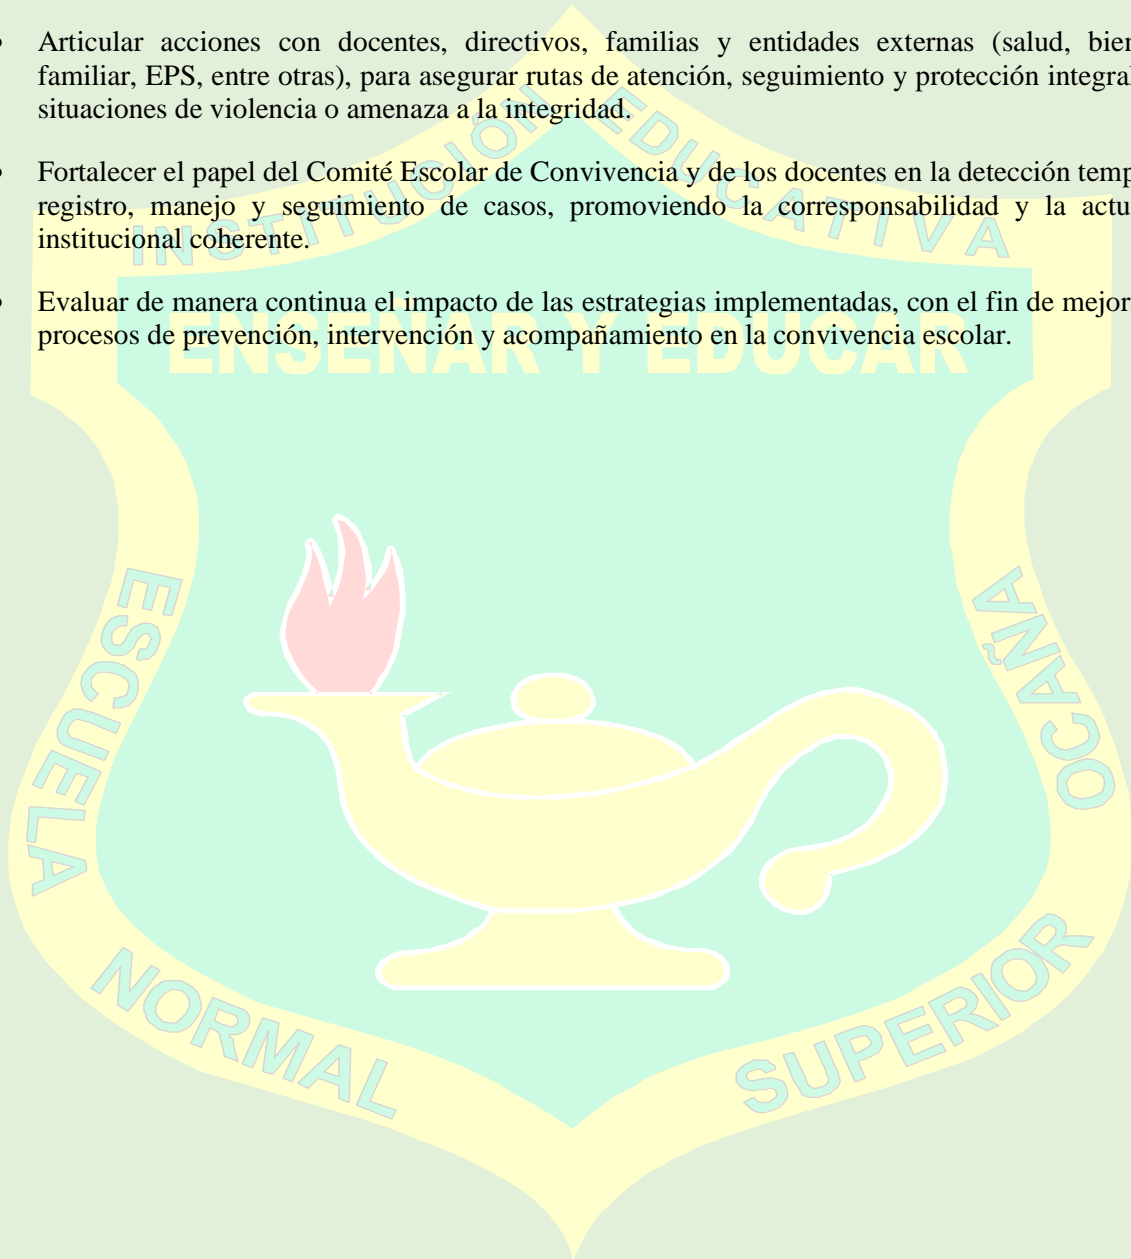 • Articular acciones con docentes, directivos, familias y entidades externas (salud, bien
familiar, EPS, entre otras), para asegurar rutas de atención, seguimiento y protección integral
situaciones de violencia o amenaza a la integridad.
• Fortalecer el papel del Comité Escolar de Convivencia y de los docentes en la detección temp
registro, manejo y seguimiento de casos, promoviendo la corresponsabilidad y la actu
institucional coherente.
• Evaluar de manera continua el impacto de las estrategias implementadas, con el fin de mejor
procesos de prevención, intervención y acompañamiento en la convivencia escolar.
INSTITUCIÓN EDUCATIVA
ENSEÑAR Y EDUCAR
ESCUELA
NORMAL
SUPERIOR
OCAÑA